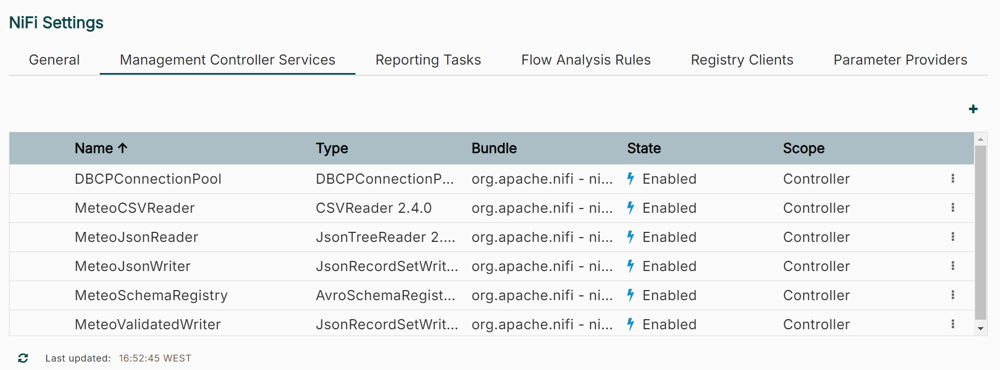 NiFi Settings
General Management Controller Services Reporting Tasks Flow Analysis Rules Registry Clients Parameter Providers
Name Type Bundle State Scope
DBCPConnectionPool DBCPConnectionP... org.apache.nifi - ni... Enabled Controller
MeteoCSVReader CSVReader 2.4.0 org.apache.nifi - ni... Enabled Controller
MeteoJsonReader JsonTreeReader 2.... org.apache.nifi - ni... Enabled Controller
MeteoJsonWriter JsonRecordSetWrit... org.apache.nifi - ni... Enabled Controller
MeteoSchemaRegistry AvroSchemaRegist... org.apache.nifi - ni... Enabled Controller
MeteoValidatedWriter JsonRecordSetWrit... org.apache.nifi - ni... Enabled Controller
Last updated: 16:52:45 WEST